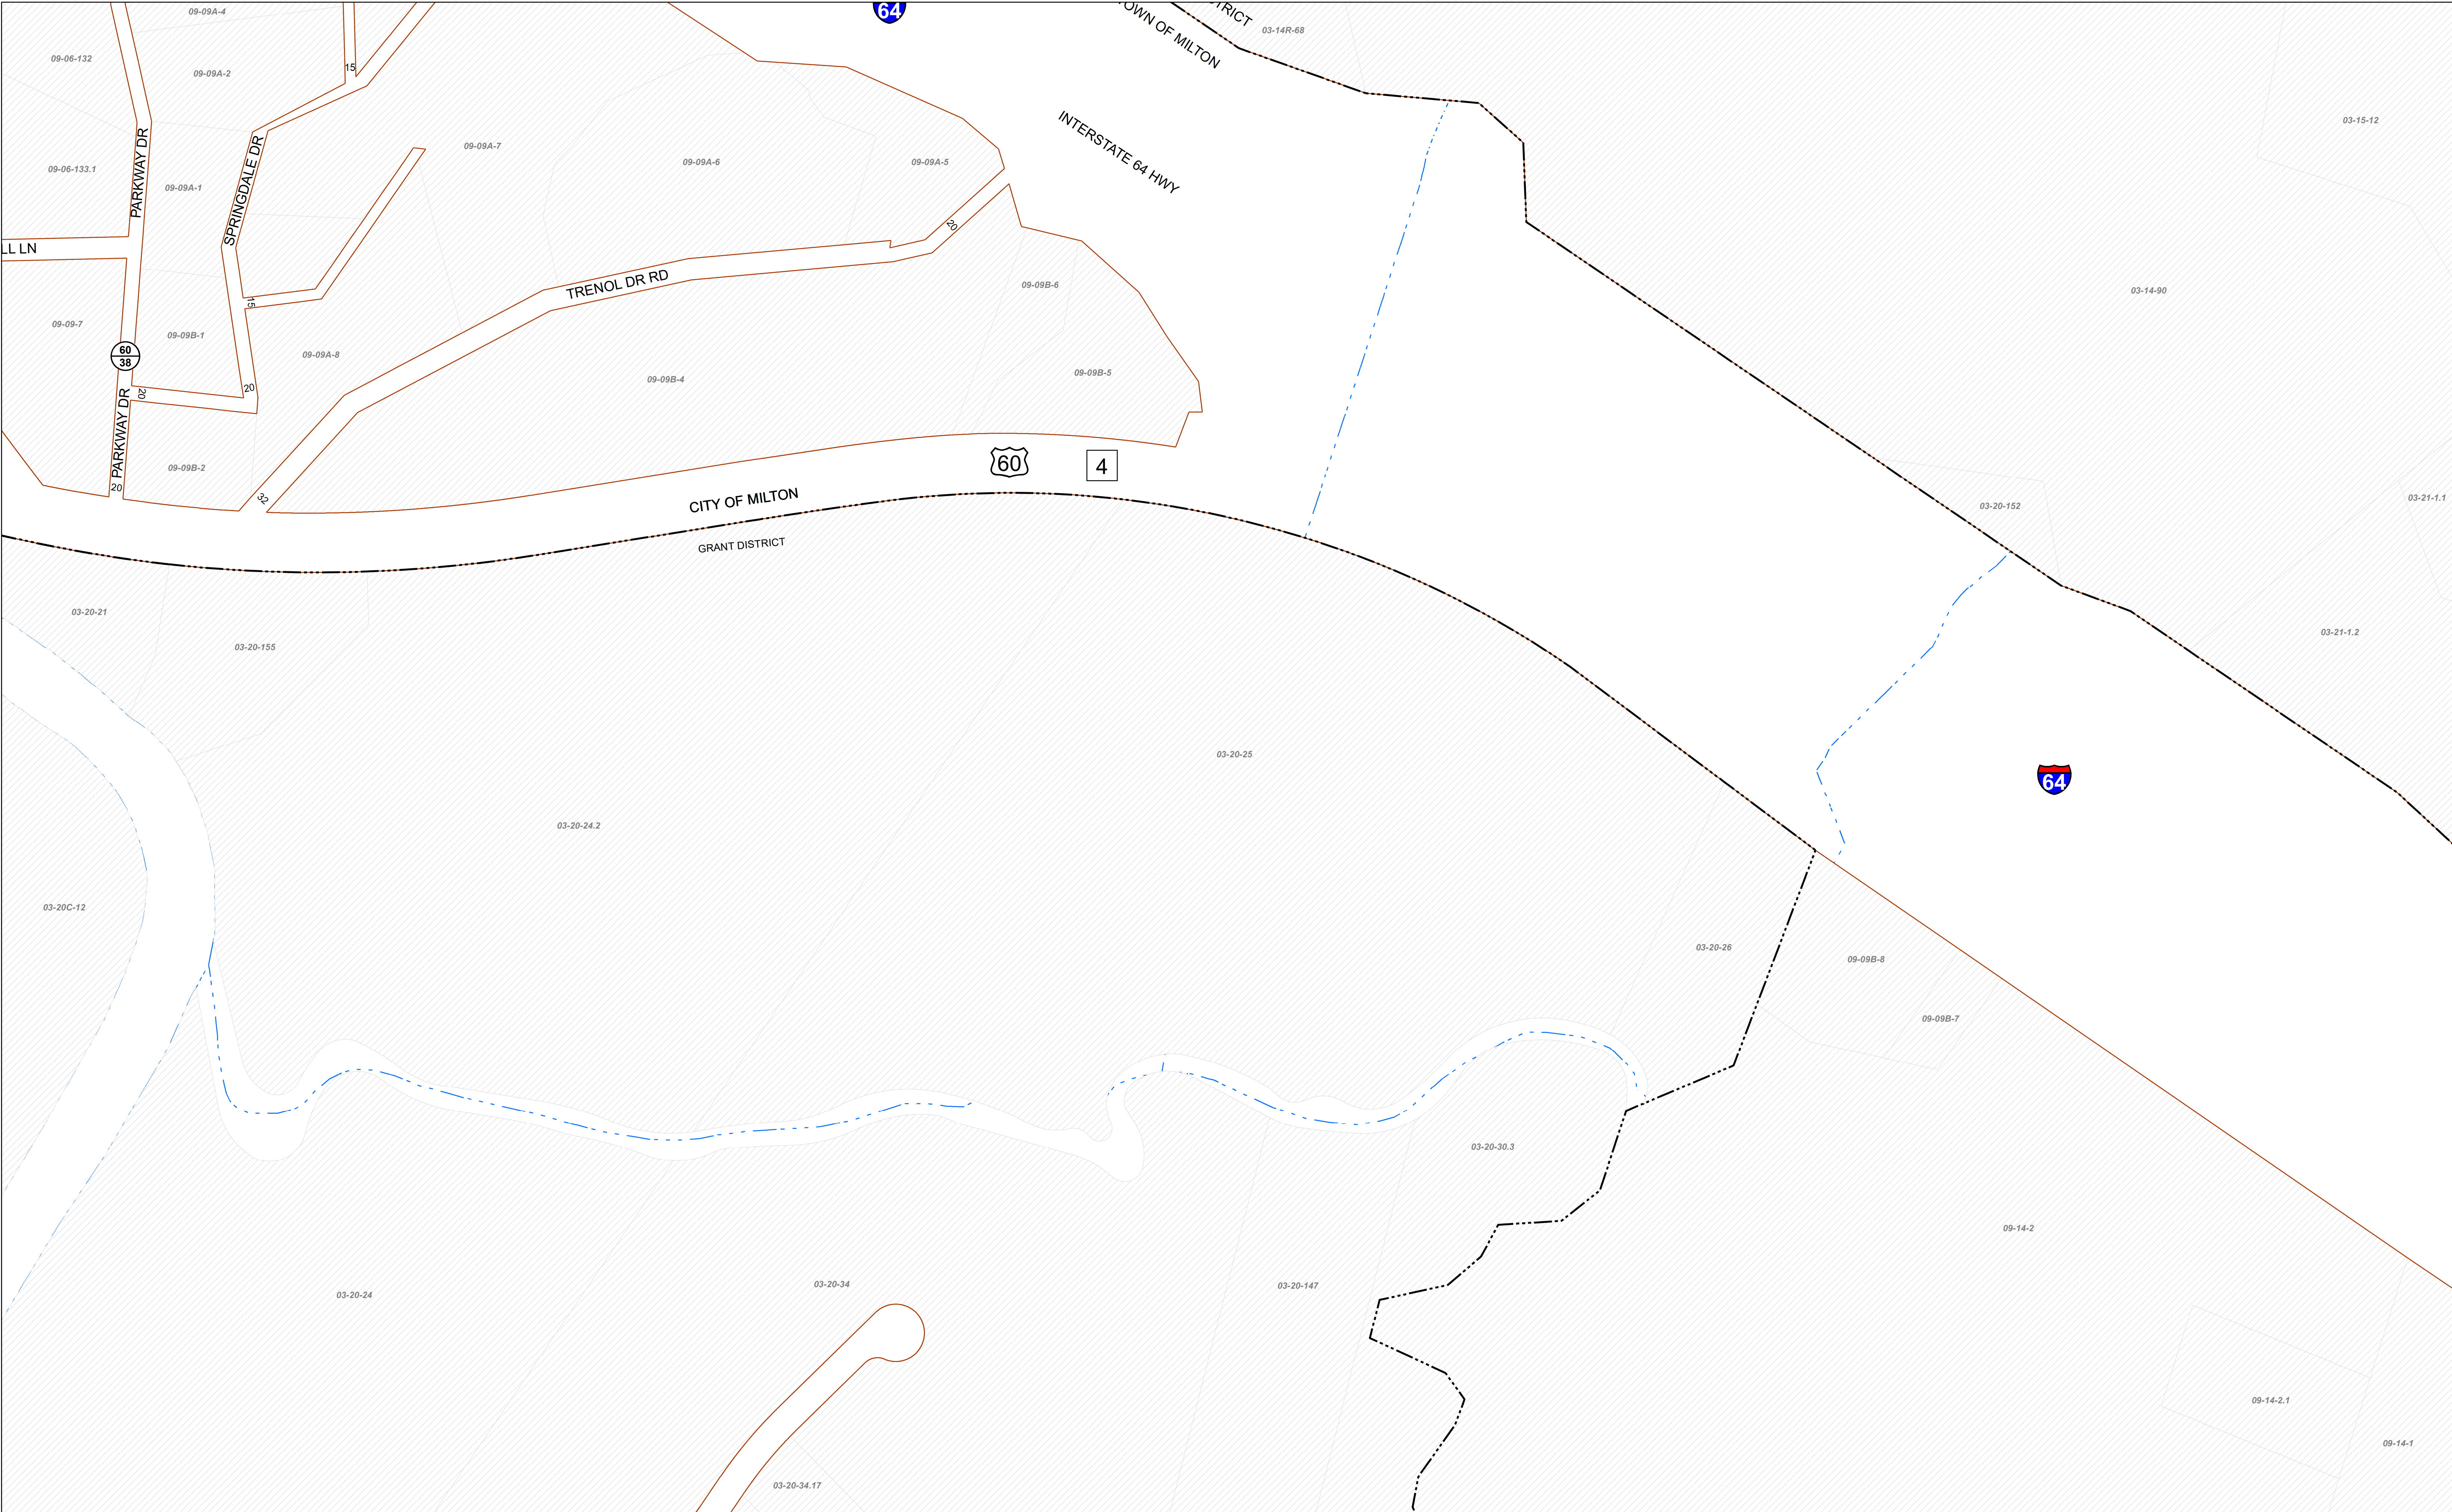 09-09A-4
64
TOWN OF MILTON
03-14R-68
09-06-132
09-09A-2
15
03-15-12
INTERSTATE 64 HWY
PARKWAY DR
SPRINGDALE DR
09-09A-7
09-09A-6
09-09A-5
09-06-133.1
09-09A-1
20
LL LN
TRENOL DR RD
09-09B-6
03-14-90
15
09-09-7
09-09B-1
60
38
09-09A-8
09-09B-4
09-09B-5
20
20
PARKWAY DR
09-09B-2
60
4
20
32
CITY OF MILTON
GRANT DISTRICT
03-20-152
03-21-1.1
03-20-21
03-20-155
03-21-1.2
03-20-25
64
03-20-24.2
03-20C-12
03-20-26
09-09B-8
09-09B-7
03-20-30.3
09-14-2
03-20-34
03-20-147
03-20-24
09-14-2.1
09-14-1
03-20-34.17